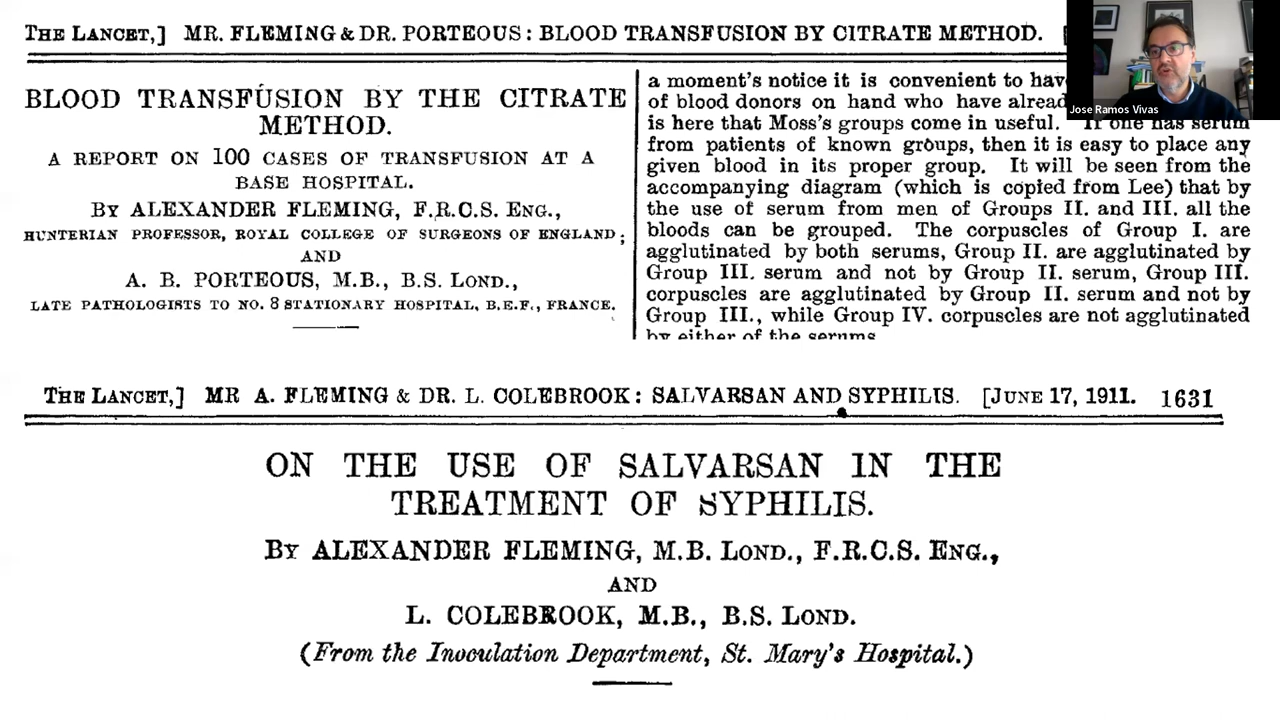 THE LANCET,] MR. FLEMING & DR. PORTEOUS: BLOOD TRANSFUSION BY CITRATE METHOD. [
BLOOD TRANSFUSION BY THE CITRATE
METHOD.
A REPORT ON 100 CASES OF TRANSFUSION AT A
BASE HOSPITAL.
BY ALEXANDER FLEMING, F.R.C.S. ENG.,
HUNTERIAN PROFESSOR, ROYAL COLLEGE OF SURGEONS OF ENGLAND;
AND
A. B. PORTEOUS, M.B., B.S. LOND.,
LATE PATHOLOGISTS TO NO. 8 STATIONARY HOSPITAL, B.E.F., FRANCE.
a moment's notice it is convenient to hav
of blood donors on hand who have alread
is here that Moss's groups come in useful. If one has serum
from patients of known groups, then it is easy to place any
given blood in its proper group. It will be seen from the
accompanying diagram (which is copied from Lee) that by
the use of serum from men of Groups II. and III. all the
bloods can be grouped. The corpuscles of Group I. are
agglutinated by both serums, Group II. are agglutinated by
Group III. serum and not by Group II. serum, Group III.
corpuscles are agglutinated by Group II. serum and not by
Group III., while Group IV. corpuscles are not agglutinated
by either of the serums
Jose Ramos Vivas
THE LANCET,] MR A. FLEMING & DR. L. COLEBROOK: SALVARSAN AND SYPHILIS. [JUNE 17, 1911. 1631
ON THE USE OF SALVARSAN IN THE
TREATMENT OF SYPHILIS.
BY ALEXANDER FLEMING, M.B. LOND., F.R.C.S. ENG.,
AND
L. COLEBROOK, M.B., B.S. LOND.
(From the Inoculation Department, St. Mary's Hospital.)